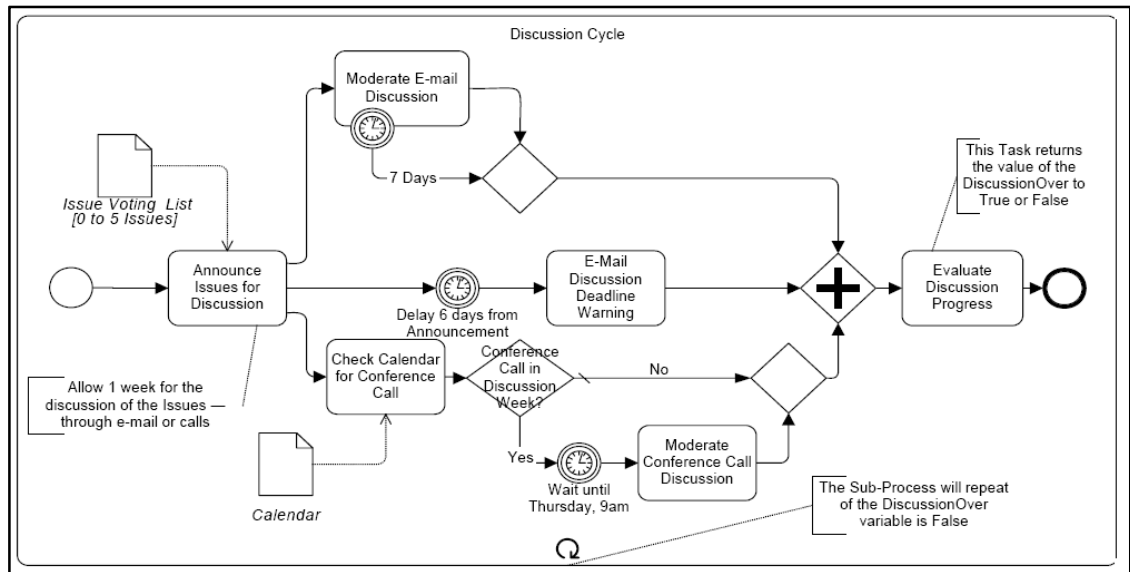 Discussion Cycle
Moderate E-mail
Discussion
7 Days
This Task returns
the value of the
DiscussionOver to
True or False
Issue Voting List
[0 to 5 Issues]
Announce
Issues for
Discussion
E-Mail
Discussion
Deadline
Warning
Evaluate
Discussion
Progress
Delay 6 days from
Announcement
Check Calendar
for Conference
Call
Conference
Call in
Discussion
Week?
No
Allow 1 week for the
discussion of the Issues —
through e-mail or calls
Yes
Moderate
Conference Call
Discussion
Wait until
Thursday, 9am
Calendar
The Sub-Process will repeat
of the DiscussionOver
variable is False